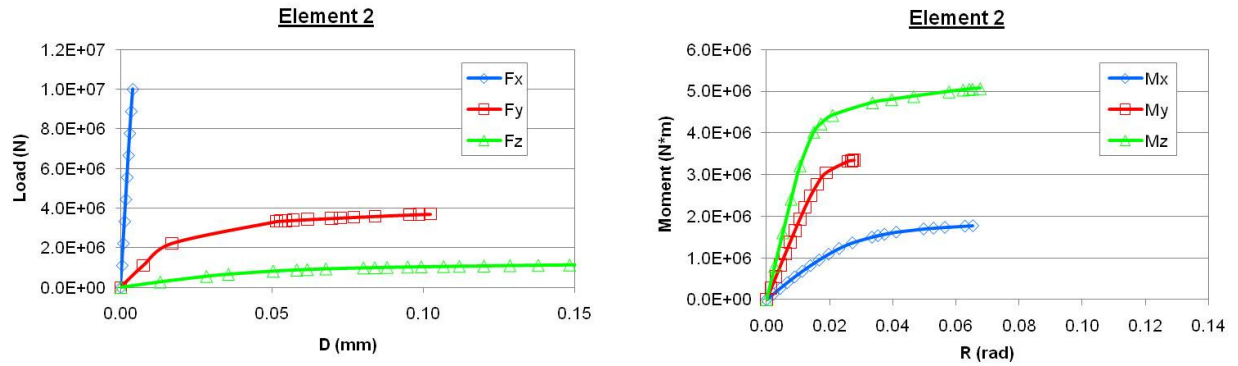 Element 2
1.2E+07
1.0E+07
8.0E+06
6.0E+06
4.0E+06
2.0E+06
0.0E+00
Load (N)
Fx
Fy
Fz
0.00 0.05 0.10 0.15
D (mm)
Element 2
6.0E+06
5.0E+06
4.0E+06
3.0E+06
2.0E+06
1.0E+06
0.0E+00
Moment (N*m)
Mx
My
Mz
0.00 0.02 0.04 0.06 0.08 0.10 0.12 0.14
R (rad)